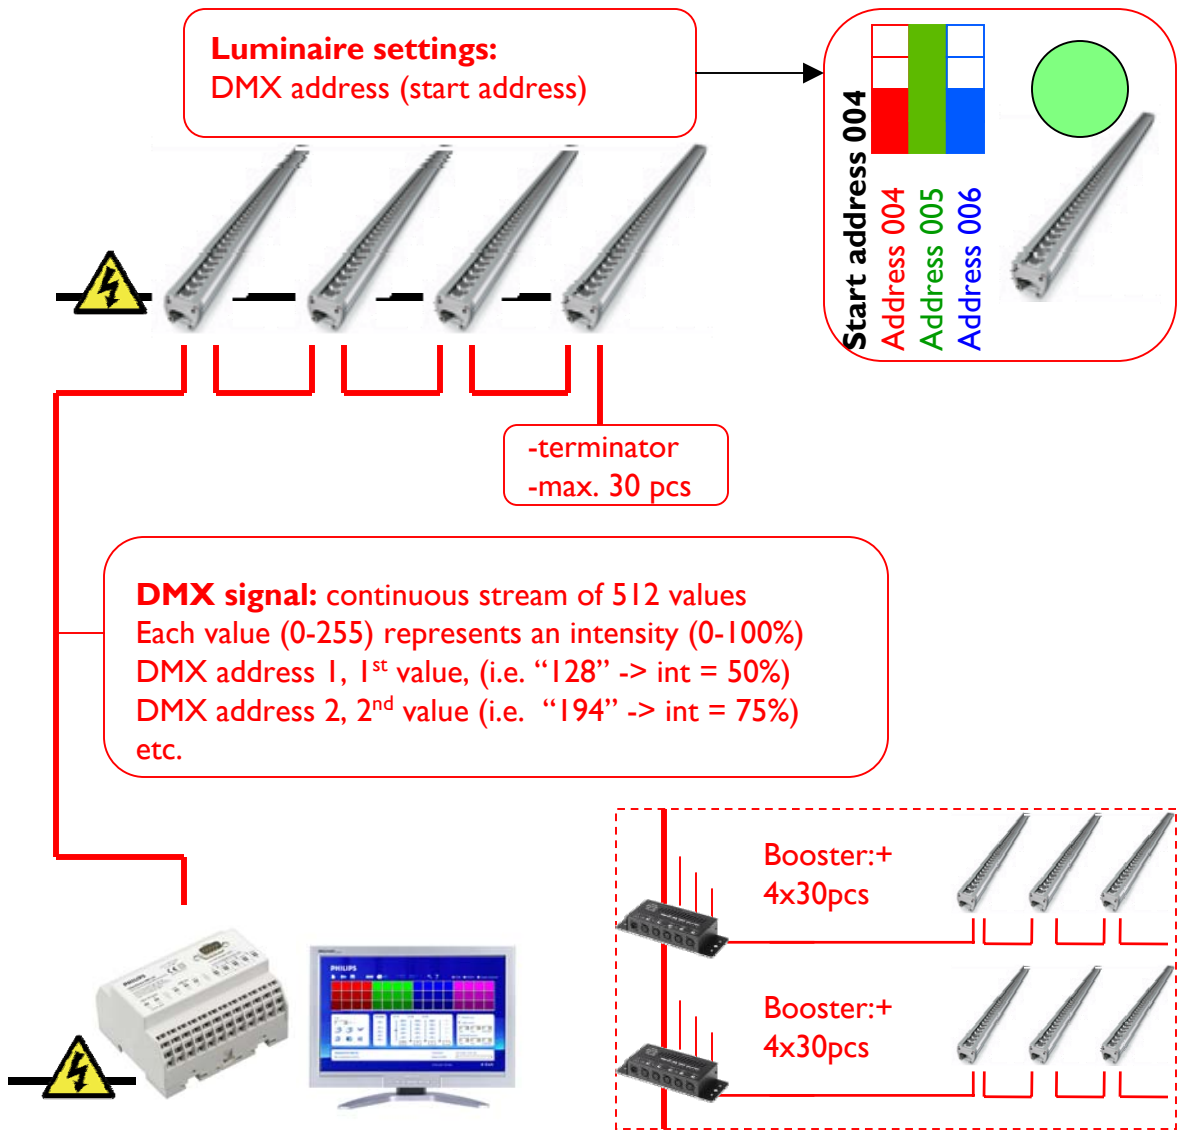 Luminaire settings:
DMX address (start address)
Start address 004
Address 004
Address 005
Address 006
-terminator
-max. 30 pcs
DMX signal: continuous stream of 512 values
Each value (0-255) represents an intensity (0-100%)
DMX address 1, 1st value, (i.e. “128” -> int = 50%)
DMX address 2, 2nd value (i.e. “194” -> int = 75%)
etc.
Booster:+
4x30pcs
Booster:+
4x30pcs
PHILIPS
PHILIPS